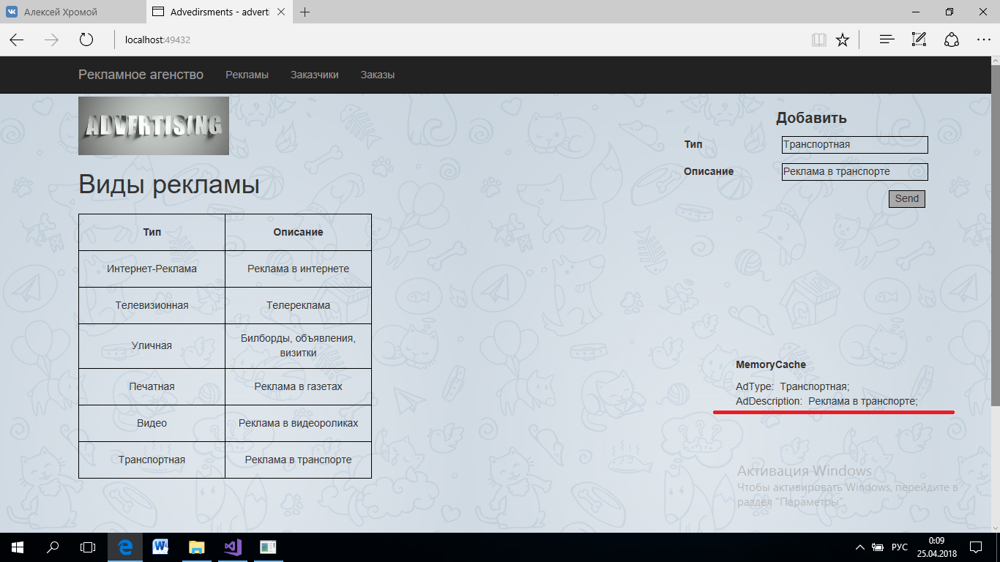 Алексей Хромой
Advedirsments - adverti
localhost:49432
Рекламное агенство Рекламы Заказчики Заказы
ADVERTISING
Добавить
Тип Транспортная
Описание Реклама в транспорте
Send
Виды рекламы
Тип Описание
Интернет-Реклама Реклама в интернете
Телевизионная Телереклама
Уличная Билборды, объявления,
визитки
Печатная Реклама в газетах
Видео Реклама в видеороликах
Транспортная Реклама в транспорте
MemoryCache
AdType: Транспортная;
AdDescription: Реклама в транспорте;
Активация Windows
Чтобы активировать Windows, перейдите в
раздел "Параметры".
РУС
0:09
25.04.2018